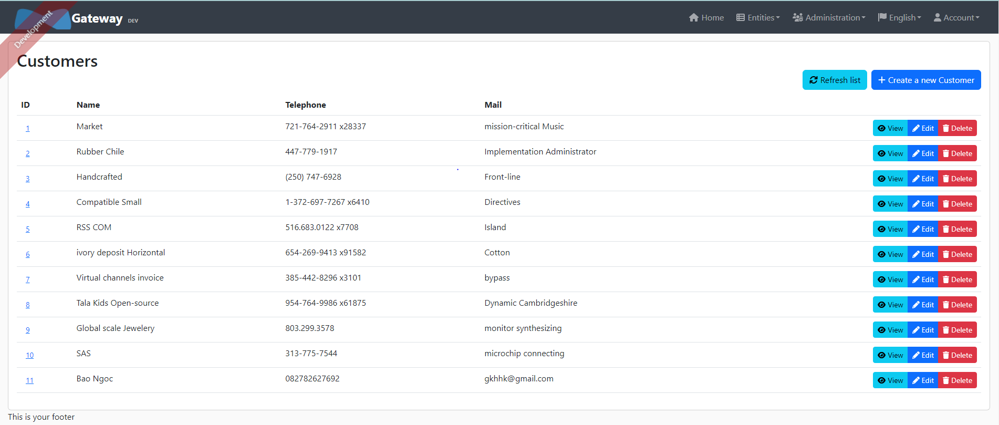 Development
Gateway DEV
Home Entities Administration English Account
Customers
Refresh list Create a new Customer
ID Name Telephone Mail
1 Market 721-764-2911 x28337 mission-critical Music View Edit Delete
2 Rubber Chile 447-779-1917 Implementation Administrator View Edit Delete
3 Handcrafted (250) 747-6928 Front-line View Edit Delete
4 Compatible Small 1-372-697-7267 x6410 Directives View Edit Delete
5 RSS COM 516.683.0122 x7708 Island View Edit Delete
6 ivory deposit Horizontal 654-269-9413 x91582 Cotton View Edit Delete
7 Virtual channels invoice 385-442-8296 x3101 bypass View Edit Delete
8 Tala Kids Open-source 954-764-9986 x61875 Dynamic Cambridgeshire View Edit Delete
9 Global scale Jewelery 803.299.3578 monitor synthesizing View Edit Delete
10 SAS 313-775-7544 microchip connecting View Edit Delete
11 Bao Ngoc 082782627692 gkhhk@gmail.com View Edit Delete
This is your footer